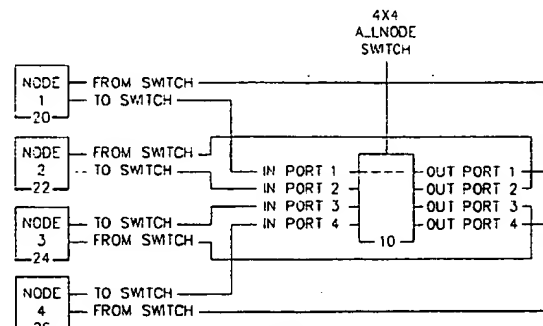 4X4
ALLNODE
SWITCH
NODE
1
20
FROM SWITCH
TO SWITCH
NODE
2
22
FROM SWITCH
TO SWITCH
NODE
3
24
TO SWITCH
FROM SWITCH
NODE
4
TO SWITCH
FROM SWITCH
IN PORT 1
IN PORT 2
IN PORT 3
IN PORT 4
10
OUT PORT 1
OUT PORT 2
OUT PORT 3
OUT PORT 4